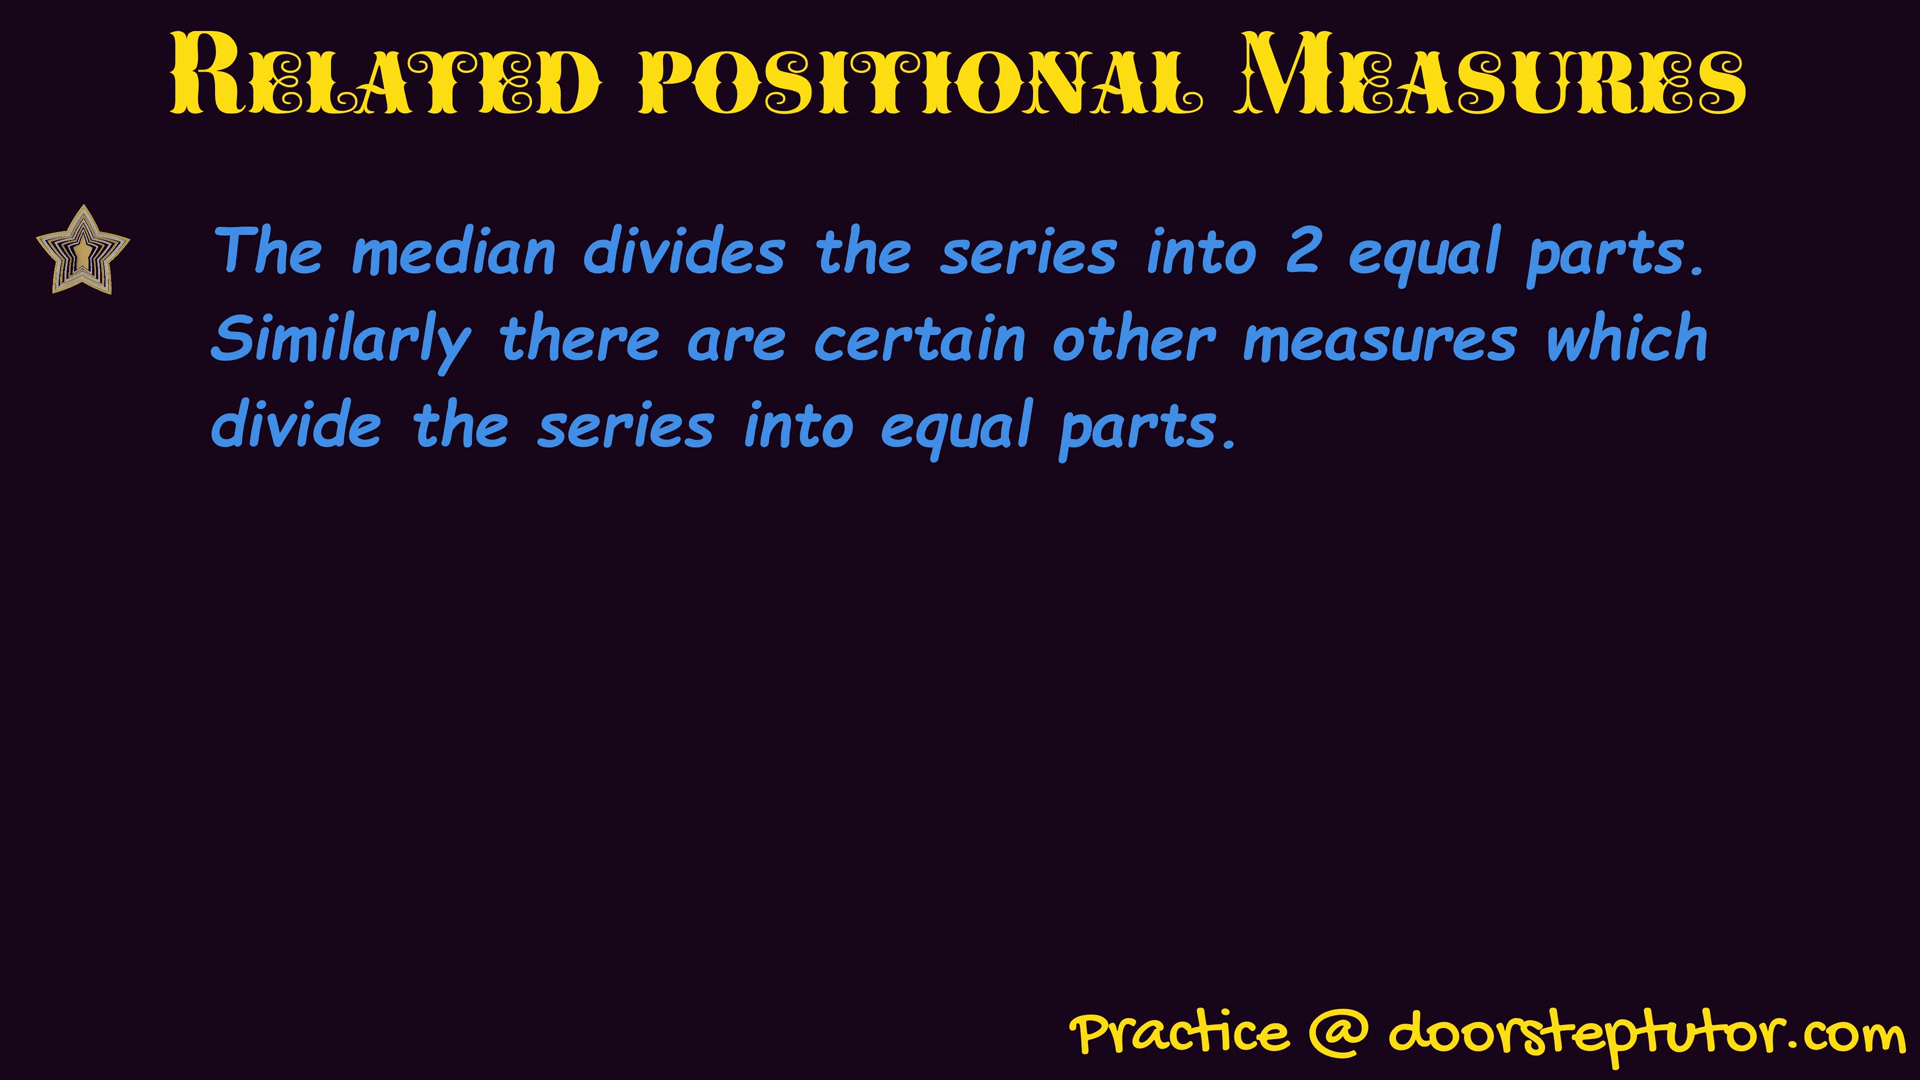 Related positional Measures
The median divides the series into 2 equal parts.
Similarly there are certain other measures which
divide the series into equal parts.
Practice @ doorsteptutor.com